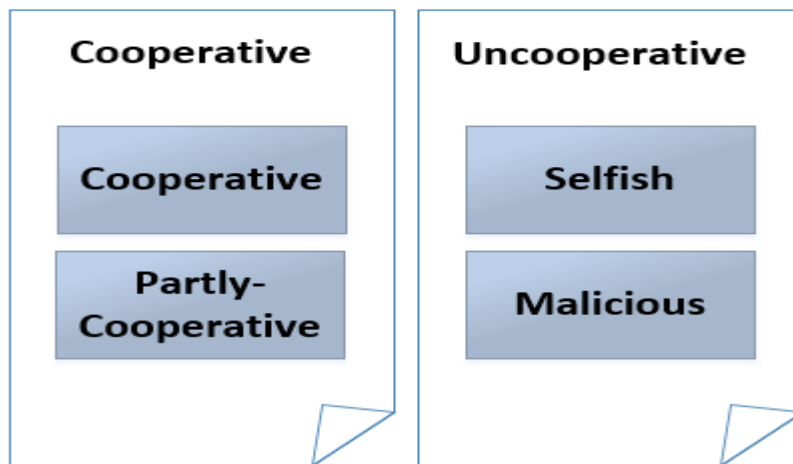 Cooperative
Cooperative
Partly-
Cooperative
Uncooperative
Selfish
Malicious